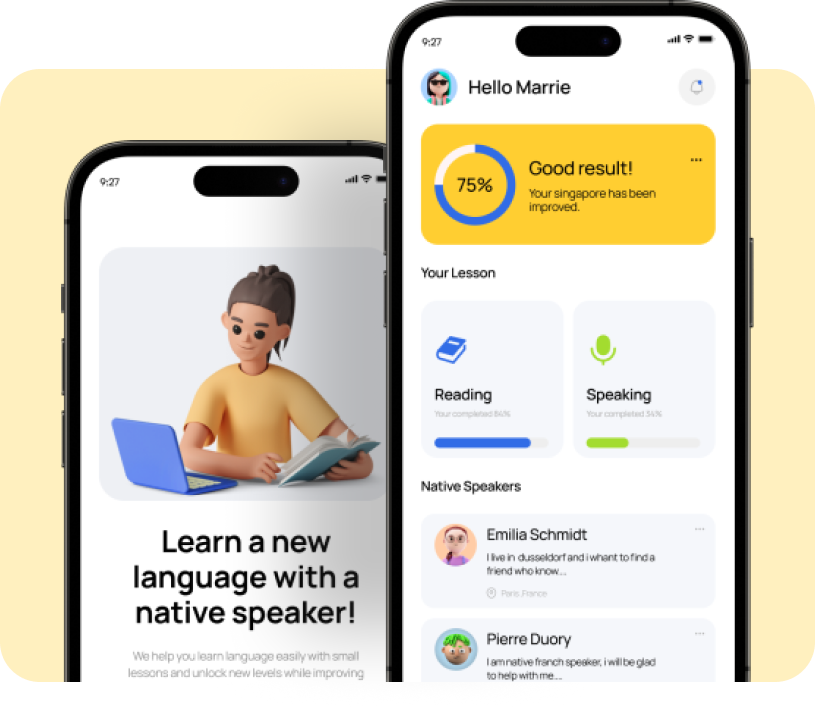 9:27
Learn a new
language with a
native speaker!
We help you learn language easily with small
lessons and unlock new levels while improving
9:27
Hello Marrie
75%
Good result!
Your singapore has been
improved.
Your Lesson
Reading
Your completed 84%
Speaking
Your completed 34%
Native Speakers
Emilia Schmidt
I live in dusseldorf and i whant to find a
friend who know...
Paris, France
Pierre Duory
I am native franch speaker, i will be glad
to help with me...